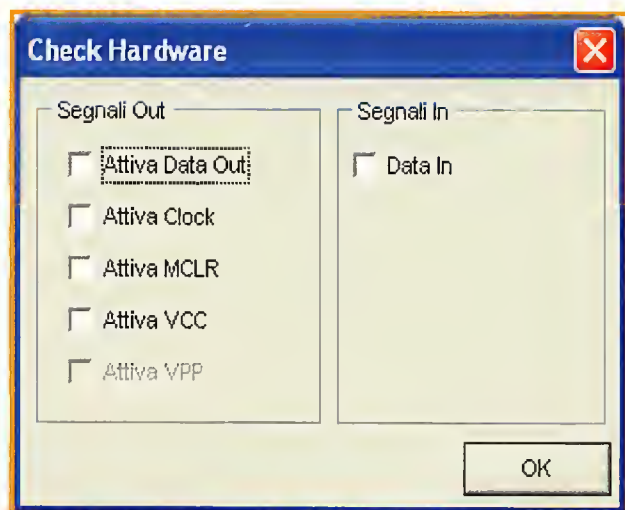 Check Hardware
Segnali Out
Attiva Data Out
Attiva Clock
Attiva MCLR
Attiva VCC
Attiva VPP
Segnali In
Data In
OK